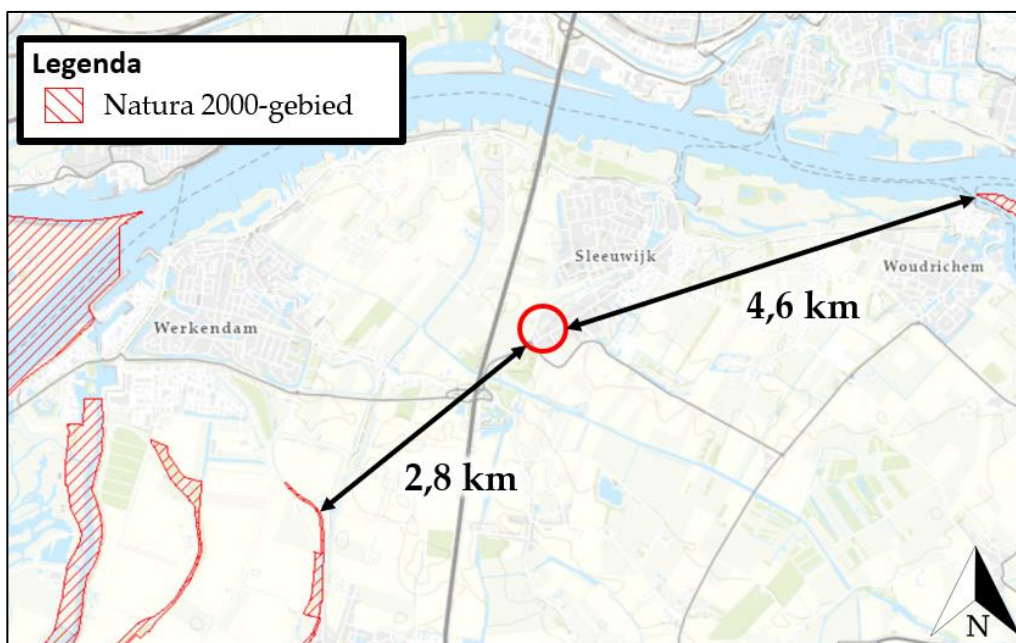 Legenda
Natura 2000-gebied
Sleeuwijk
Woudrichem
4,6 km
Werkendam
2,8 km
N